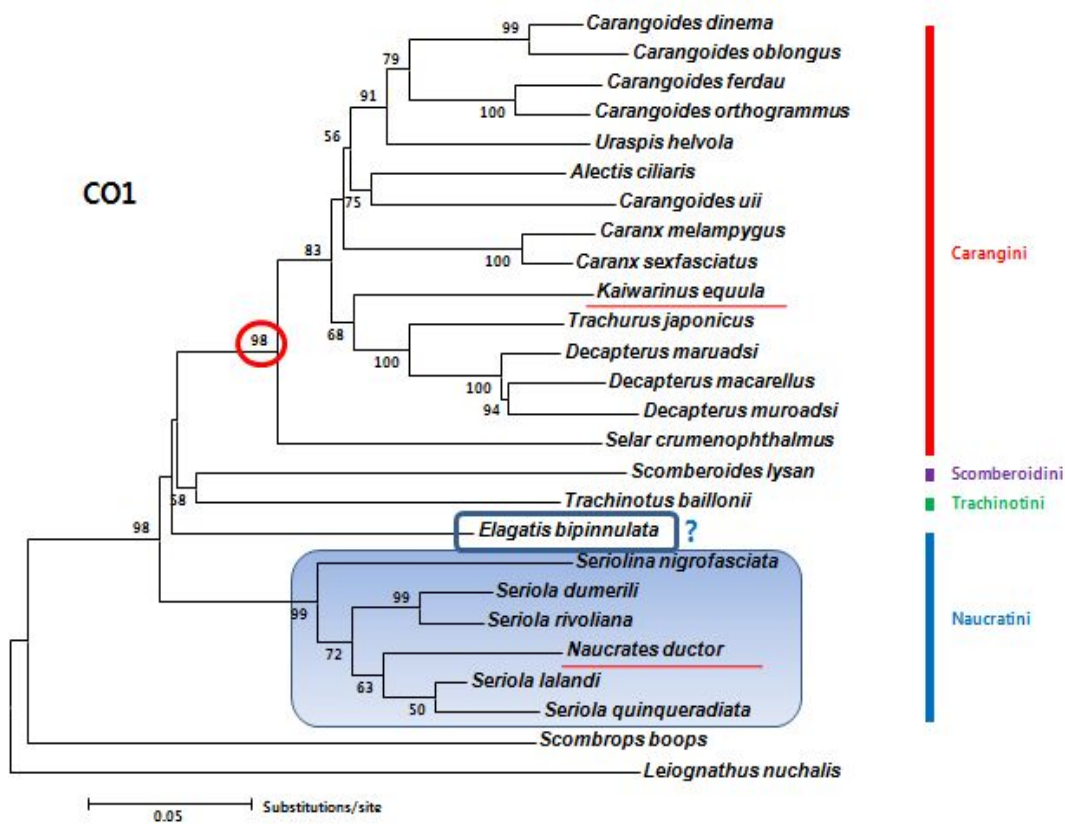 99
Carangoides dinema
Carangoides oblongus
79
Carangoides ferdau
91
100
Carangoides orthogrammus
56
Uraspis helvola
CO1
Alectis ciliaris
75
Carangoides uii
83
Caranx melampygus
100
Caranx sexfasciatus
Carangini
Kaiwarinus equula
98
68
Trachurus japonicus
100
Decapterus maruadsi
100
Decapterus macarellus
94
Decapterus muroadsi
Selar crumenophthalmus
Scomberoides lysan
Scomberoidini
58
Trachinotus baillonii
Trachinotini
98
Elagatis bipinnulata ?
Seriolina nigrofasciata
99
99
Seriola dumerili
Seriola rivoliana
Naucratini
72
Naucrates ductor
63
Seriola lalandi
50
Seriola quinqueradiata
Scombrops boops
Leiognathus nuchalis
0.05
Substitutions/site